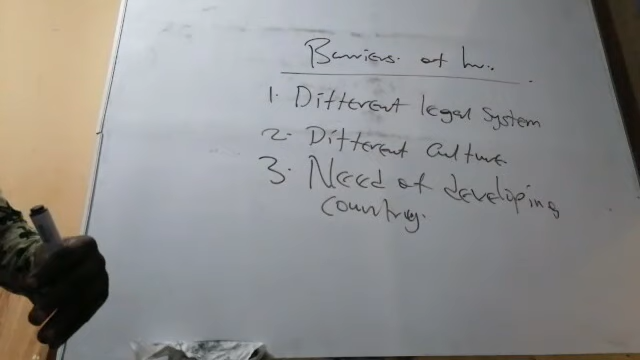 Barriers of
1. Different legal system
2- Different culture
3. Need of developing
country.